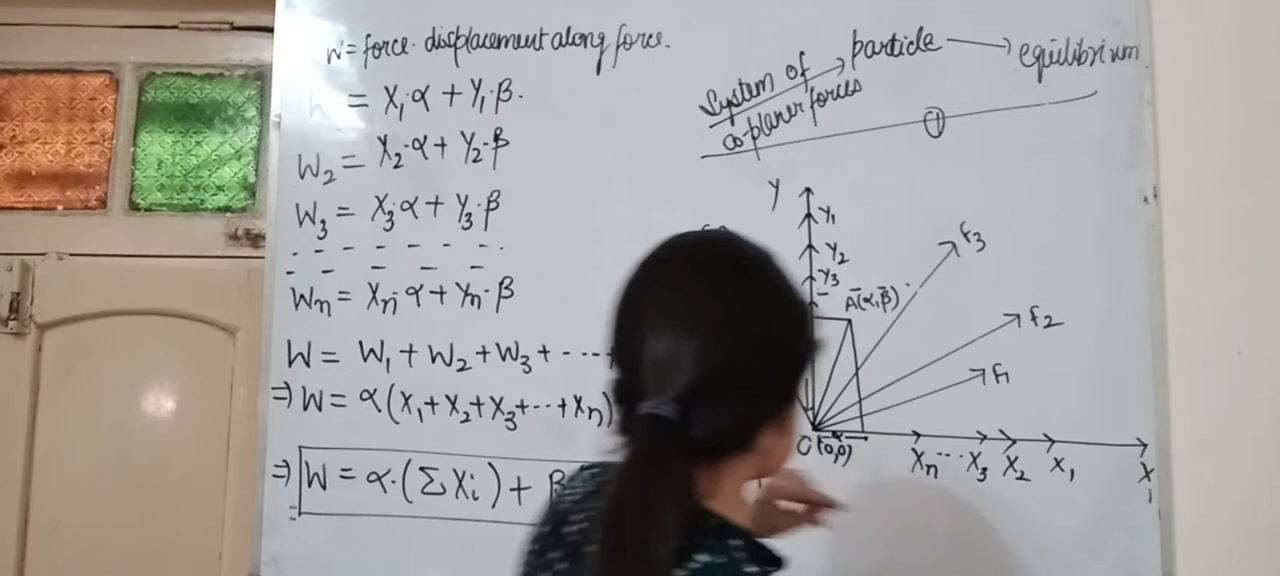 W = force · displacement along force.
= X₁·α + Y₁·β.
W₂ = X₂·α + Y₂·β
W₃ = X₃·α + Y₃·β
Wn = Xn·α + Yn·β
W = W₁ + W₂ + W₃ + - - - +
⇒ W = α(X₁+X₂+X₃+---+Xn)
⇒ W = α·(ΣXi) + β
System of → particle → equilibrium
co-planer forces
①
Y
Y₁
Y₂
Y₃
A(α,β)
f₃
f₂
f₁
O(0,0)
Xn --- X₃ X₂ X₁ X